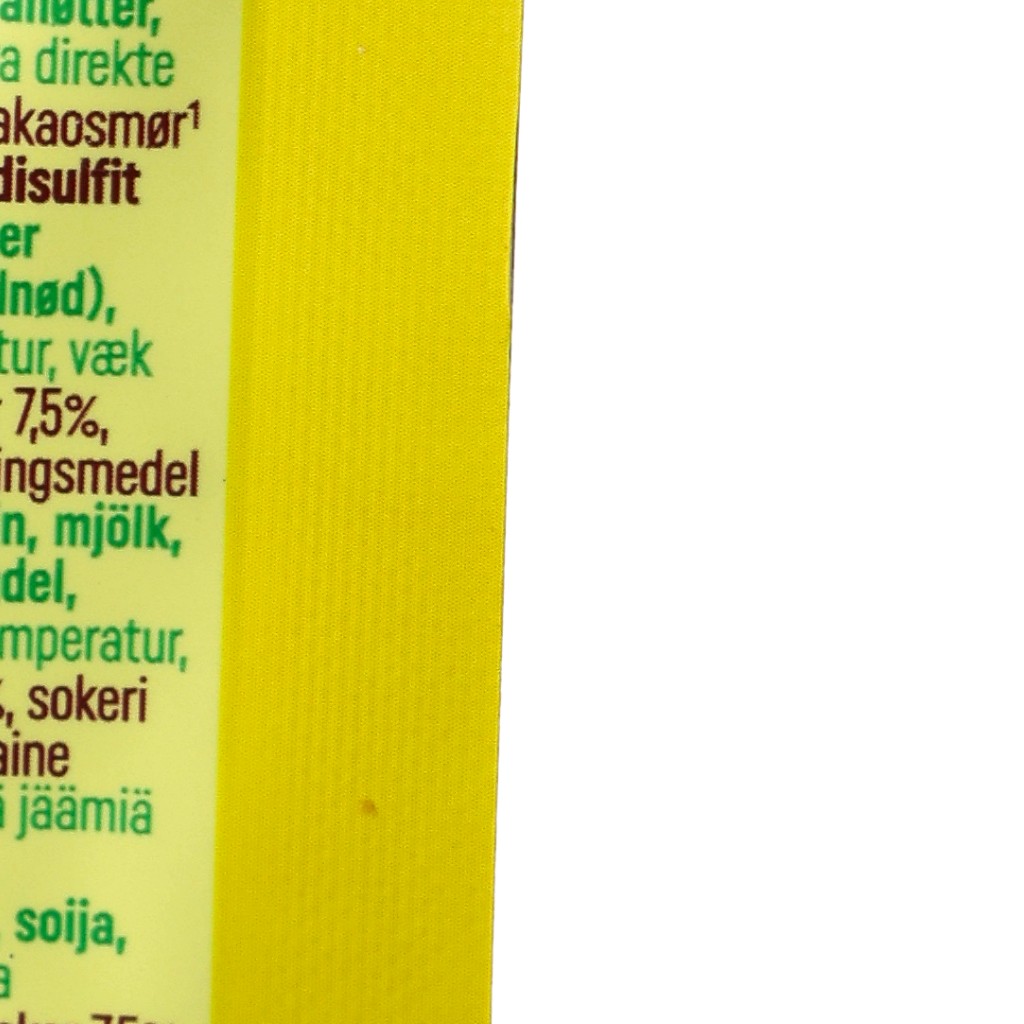 direkte
akaosmør¹
disulfit
er
lnød),
tur, væk
7,5%,
ingsmedel
n, mjölk,
del,
mperatur,
%, sokeri
aine
jäämiä
soija,